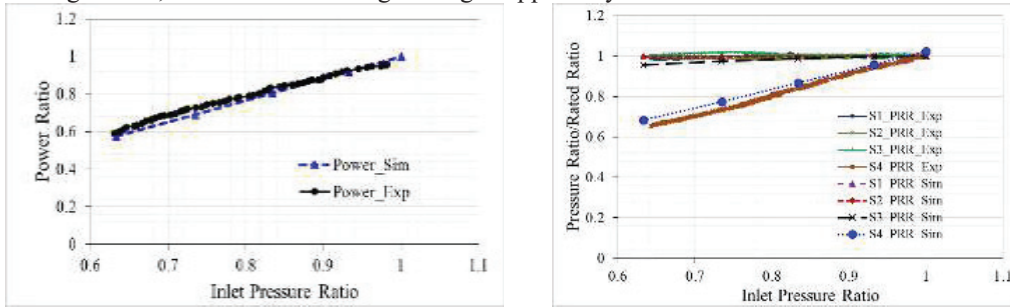 1.2
1
0.8
0.6
0.4
0.2
0
Power Ratio
Power_Sim
Power_Exp
0.6 0.7 0.8 0.9 1 1.1
Inlet Pressure Ratio
1.2
1
0.8
0.6
0.4
0.2
0
Pressure Ratio/Rated Ratio
S1_PRR_Exp
S2_PRR_Exp
S3_PRR_Exp
S4_PRR_Exp
S1_PRR_Sim
S2_PRR_Sim
S3_PRR_Sim
S4_PRR_Sim
0.6 0.7 0.8 0.9 1 1.1
Inlet Pressure Ratio